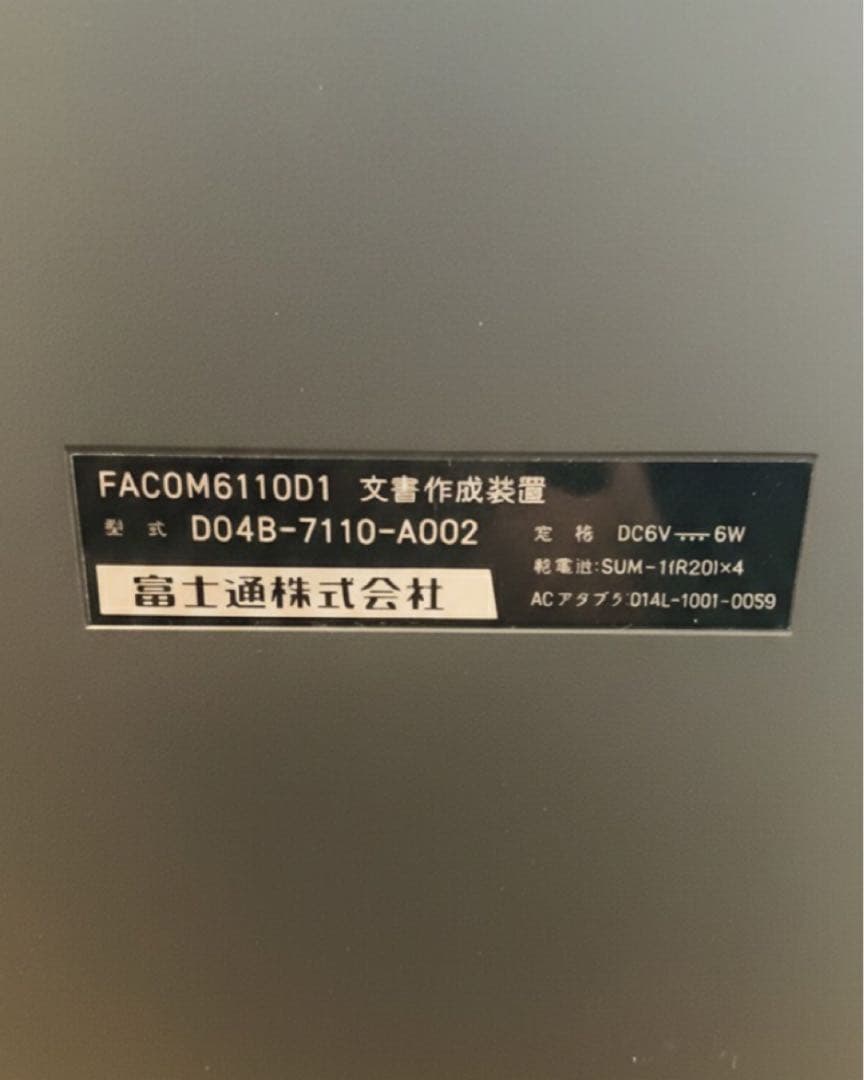 FACOM6110D1 文書作成装置
型式 D04B-7110-A002
富士通株式会社
定格 DC6V⎓6W
乾電池:SUM-1(R20)×4
ACアダプタ:014L-1001-0059